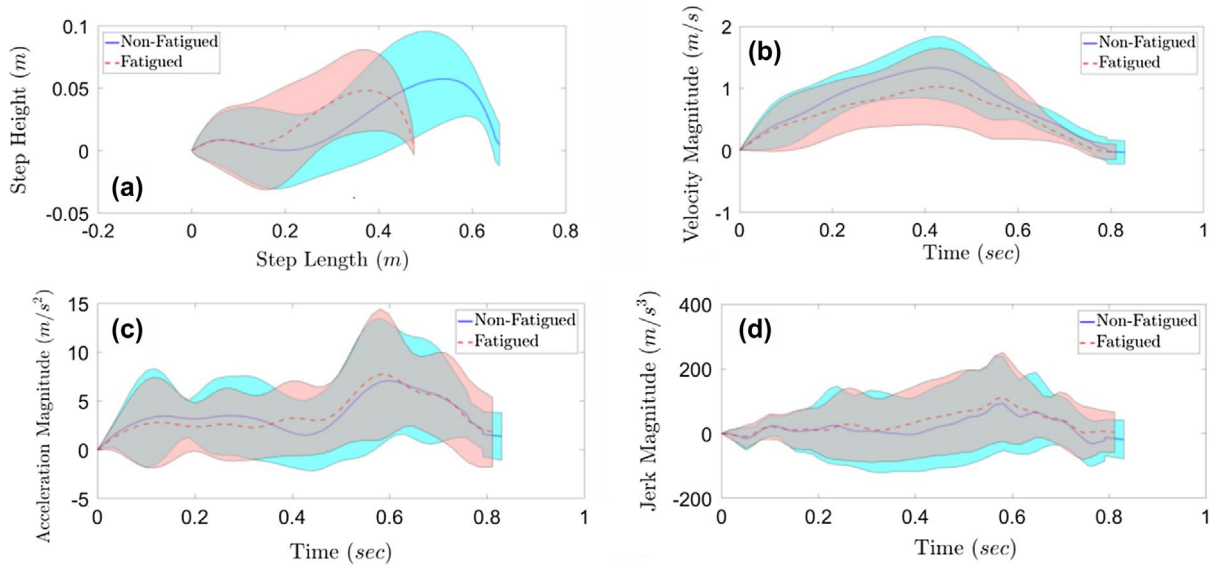 0.1
0.05
0
-0.05
Step Height (m)
Non-Fatigued
Fatigued
(a)
-0.2 0 0.2 0.4 0.6 0.8
Step Length (m)
2
1
0
-1
Velocity Magnitude (m/s)
(b)
Non-Fatigued
Fatigued
0 0.2 0.4 0.6 0.8 1
Time (sec)
15
10
5
0
-5
Acceleration Magnitude (m/s²)
(c)
Non-Fatigued
Fatigued
0 0.2 0.4 0.6 0.8 1
Time (sec)
400
200
0
-200
Jerk Magnitude (m/s³)
(d)
Non-Fatigued
Fatigued
0 0.2 0.4 0.6 0.8 1
Time (sec)